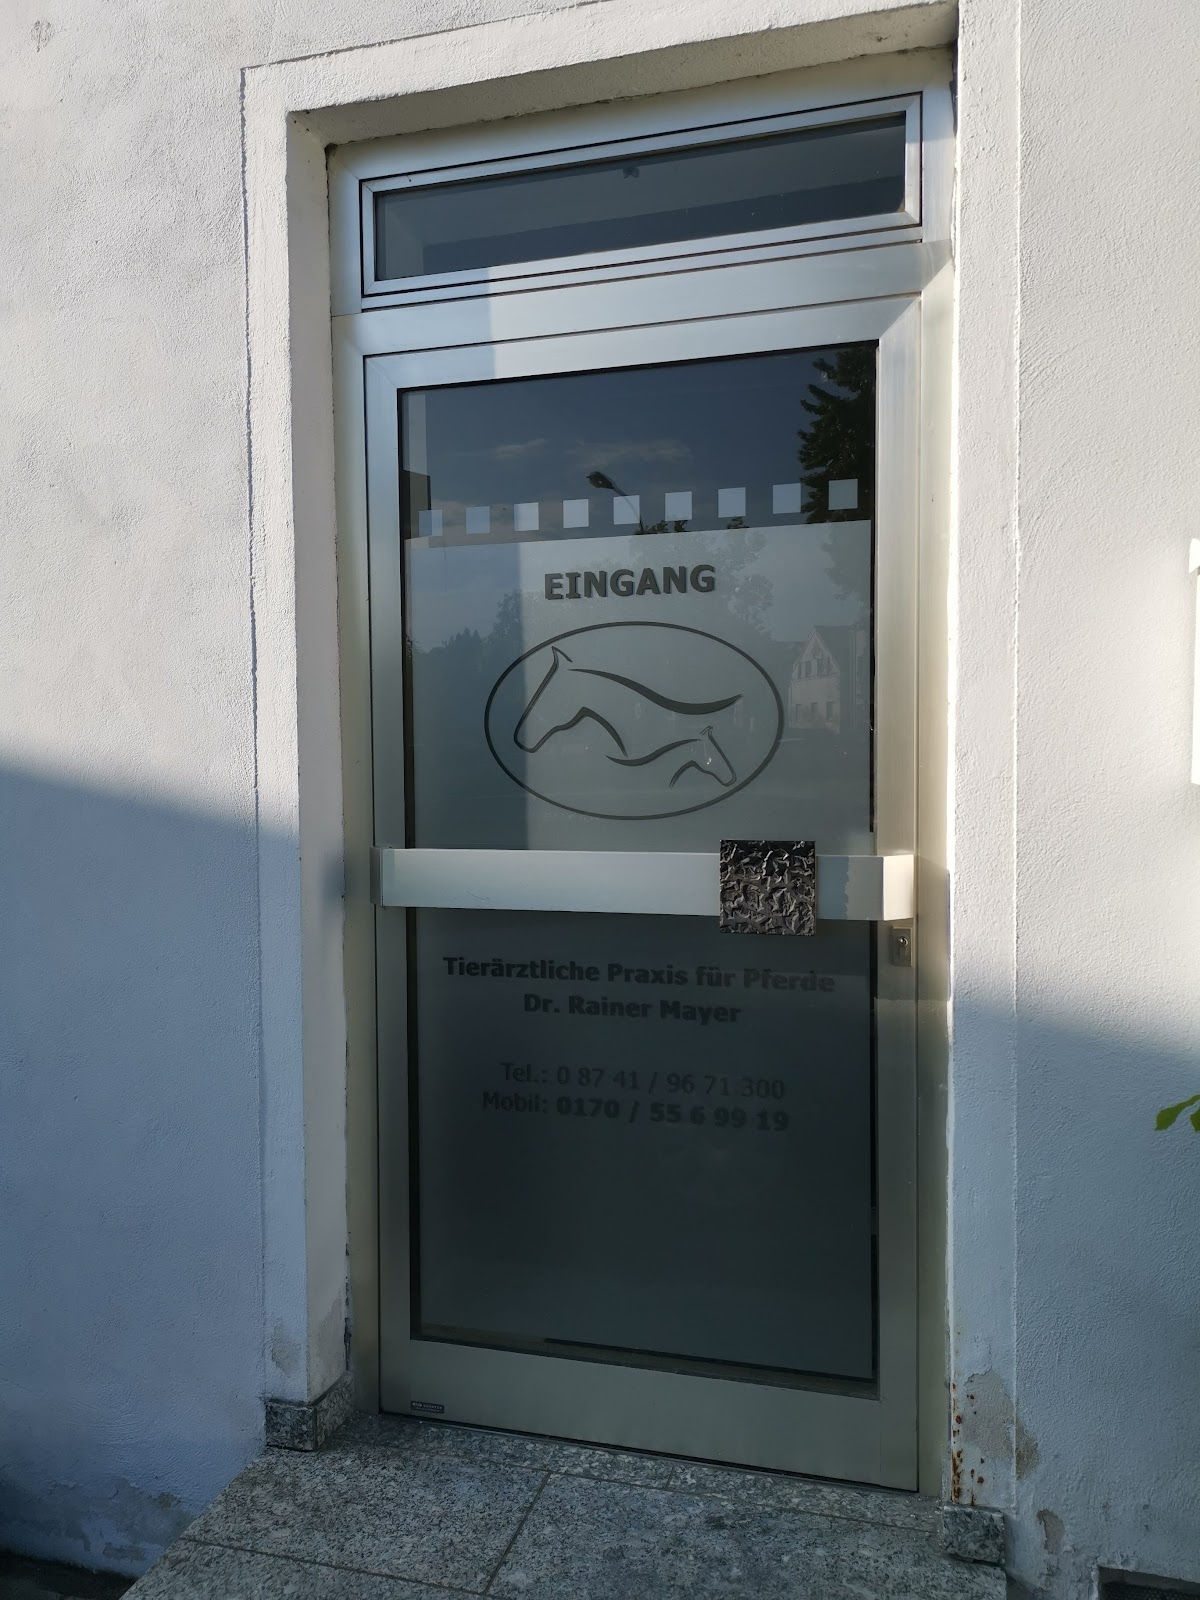 EINGANG
Tierärztliche Praxis für Pferde
Dr. Rainer Mayer
Tel.: 0 87 41 / 96 71 300
Mobil: 0170 / 55 6 99 19